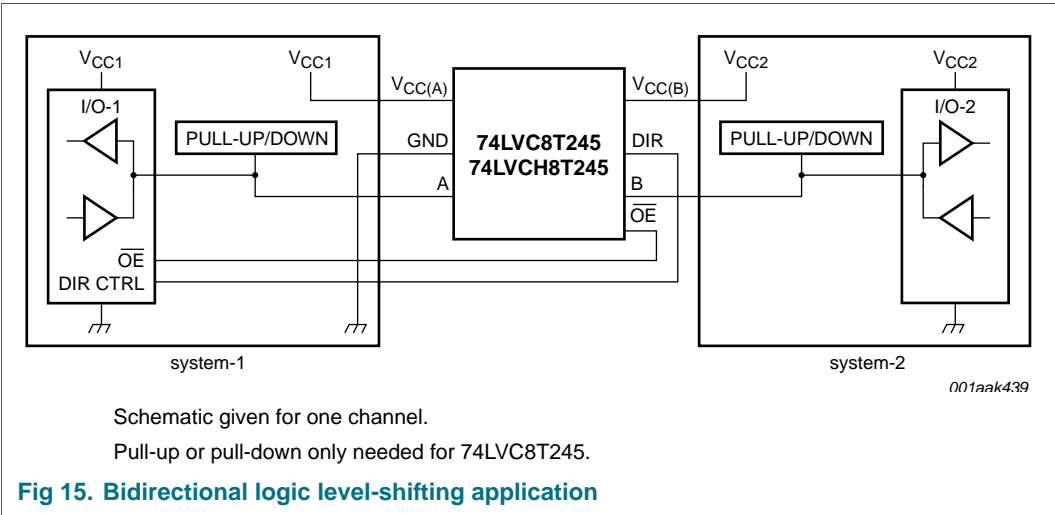 VCC1
VCC1
VCC2
VCC2
I/O-1
I/O-2
VCC(A)
VCC(B)
PULL-UP/DOWN
PULL-UP/DOWN
GND
74LVC8T245
DIR
74LVCH8T245
A
B
OE
OE
DIR CTRL
system-1
system-2
001aak439
Schematic given for one channel.
Pull-up or pull-down only needed for 74LVC8T245.
Fig 15. Bidirectional logic level-shifting application